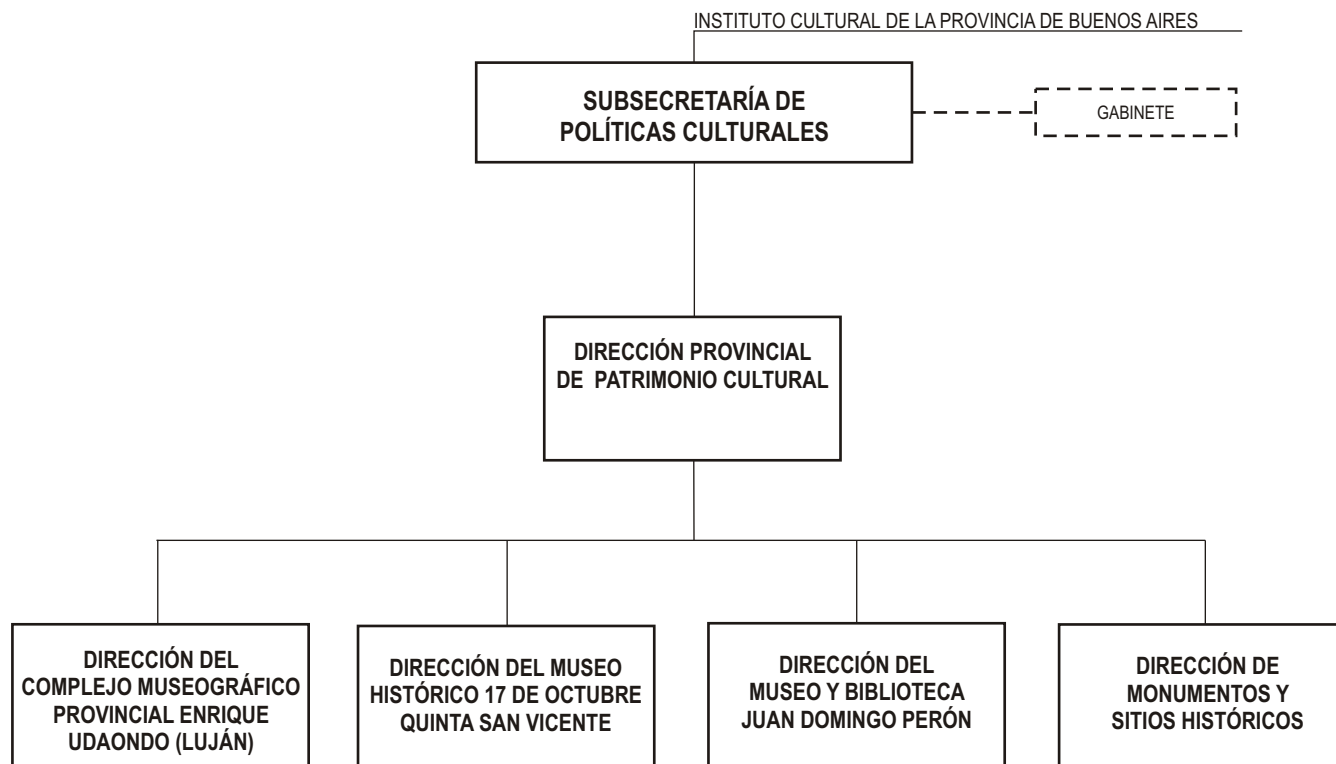 INSTITUTO CULTURAL DE LA PROVINCIA DE BUENOS AIRES
SUBSECRETARÍA DE
POLÍTICAS CULTURALES
GABINETE
DIRECCIÓN PROVINCIAL
DE PATRIMONIO CULTURAL
DIRECCIÓN DEL
COMPLEJO MUSEOGRÁFICO
PROVINCIAL ENRIQUE
UDAONDO (LUJÁN)
DIRECCIÓN DEL MUSEO
HISTÓRICO 17 DE OCTUBRE
QUINTA SAN VICENTE
DIRECCIÓN DEL
MUSEO Y BIBLIOTECA
JUAN DOMINGO PERÓN
DIRECCIÓN DE
MONUMENTOS Y
SITIOS HISTÓRICOS